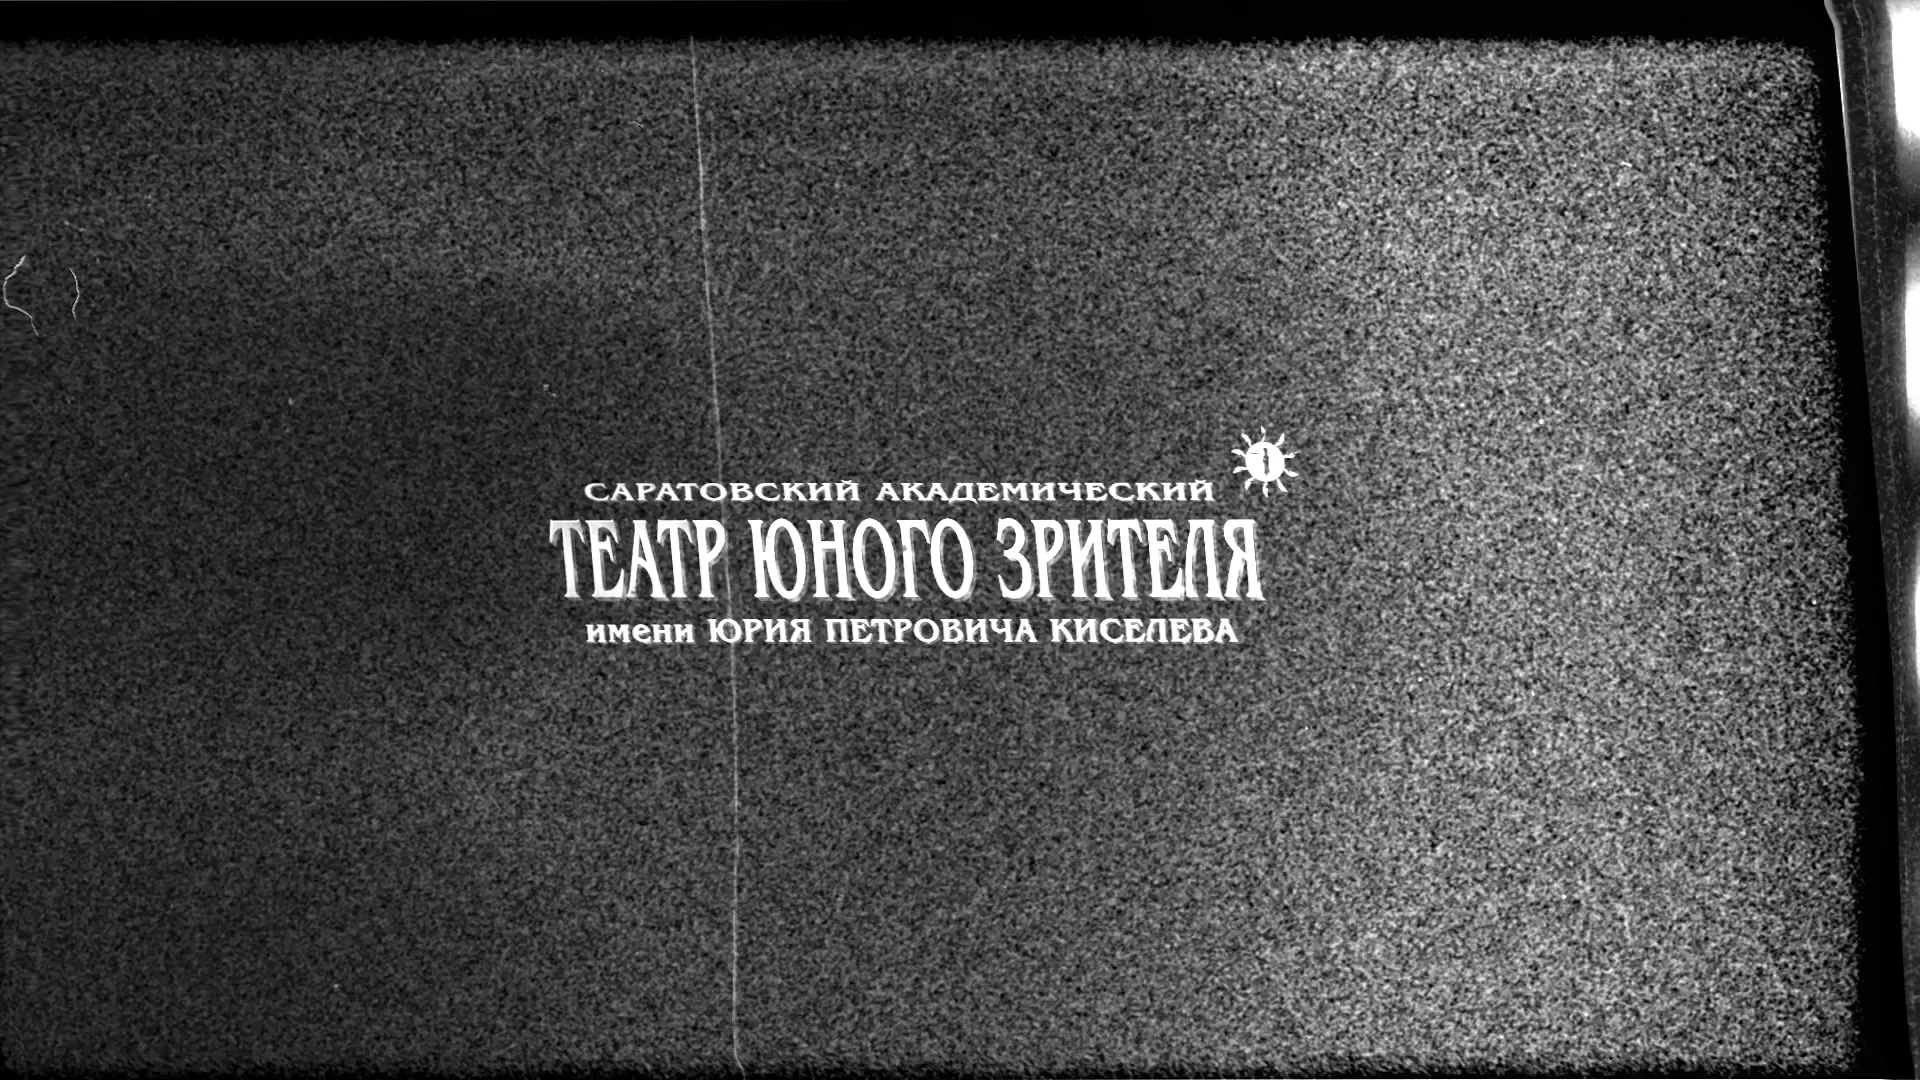 САРАТОВСКИЙ АКАДЕМИЧЕСКИЙ
ТЕАТР ЮНОГО ЗРИТЕЛЯ
имени ЮРИЯ ПЕТРОВИЧА КИСЕЛЕВА